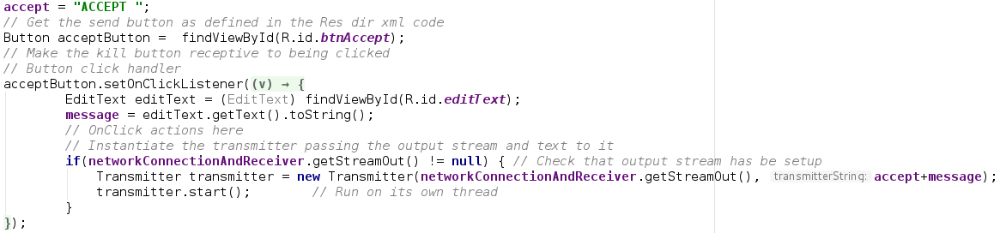 accept = "ACCEPT ";
// Get the send button as defined in the Res dir xml code
Button acceptButton =  findViewById(R.id.btnAccept);
// Make the kill button receptive to being clicked
// Button click handler
acceptButton.setOnClickListener((v) → {
        EditText editText = (EditText) findViewById(R.id.editText);
        message = editText.getText().toString();
        // OnClick actions here
        // Instantiate the transmitter passing the output stream and text to it
        if(networkConnectionAndReceiver.getStreamOut() != null) { // Check that output stream has be setup
            Transmitter transmitter = new Transmitter(networkConnectionAndReceiver.getStreamOut(), transmitterString: accept+message);
            transmitter.start();        // Run on its own thread
        }
});